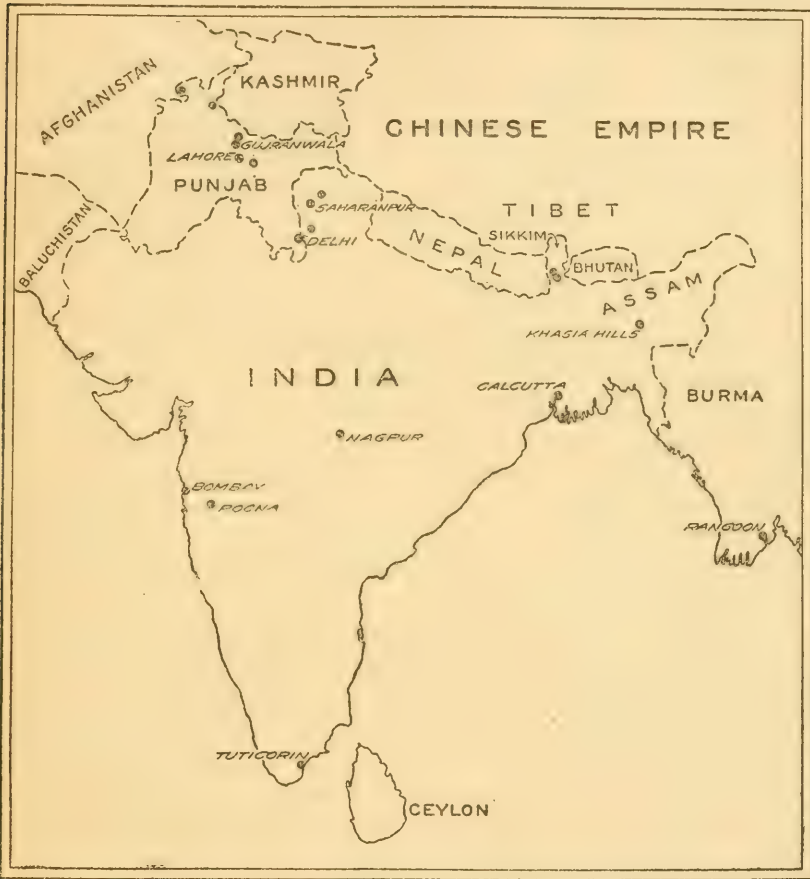 AFGHANISTAN
KASHMIR
CHINESE EMPIRE
GUJRANWALA
LAHORE
PUNJAB
SAHARANPUR
TIBET
SIKKIM
DELHI
NEPAL
BHUTAN
BALUCHISTAN
ASSAM
KHASIA HILLS
INDIA
CALCUTTA
BURMA
NAGPUR
BOMBAY
POONA
RANGOON
TUTICORIN
CEYLON